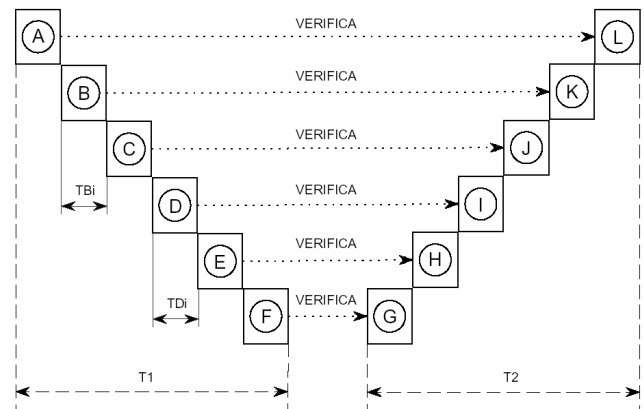 A VERIFICA L
B VERIFICA K
C VERIFICA J
TBi
D VERIFICA I
E VERIFICA H
TDi
F VERIFICA G
T1 T2